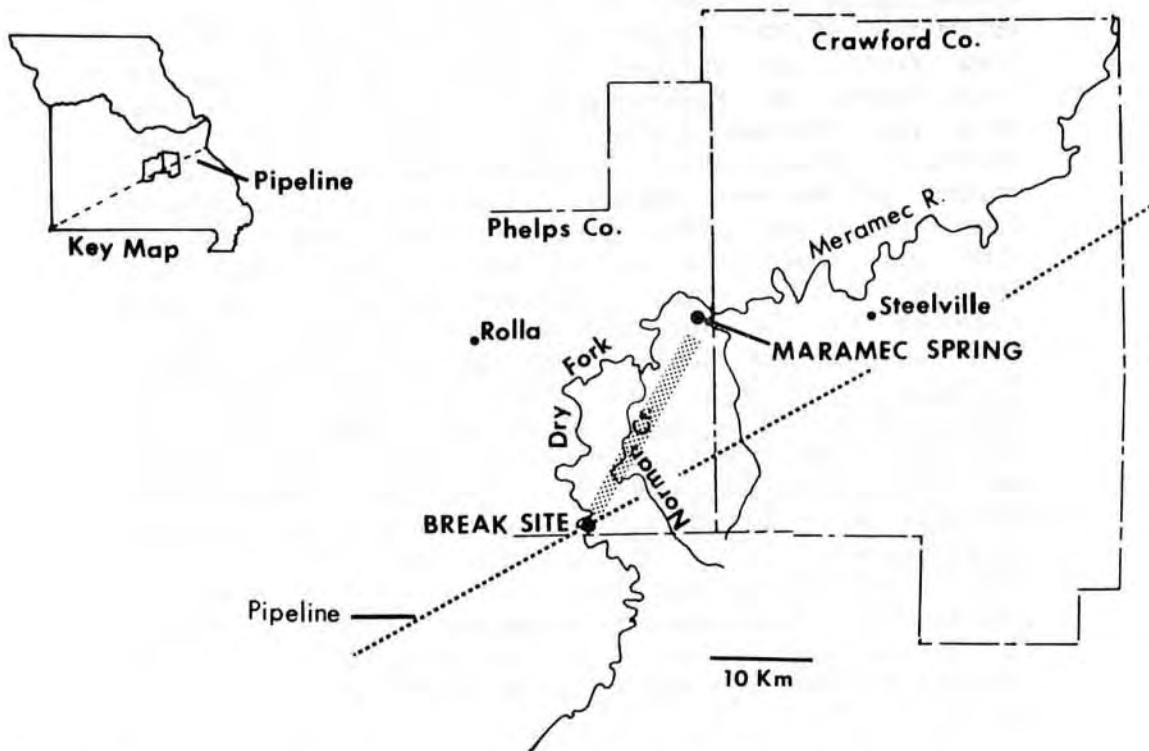 Crawford Co.
Pipeline
Key Map
Phelps Co.
Meramec R.
Steelville
Rolla
MARAMEC SPRING
Dry Fork
Norman Cr.
BREAK SITE
Pipeline
10 Km